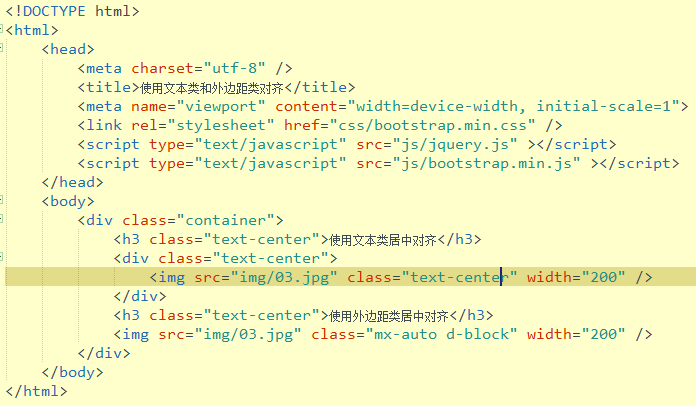 <!DOCTYPE html>
<html>
<head>
<meta charset="utf-8" />
<title>使用文本类和外边距类对齐</title>
<meta name="viewport" content="width=device-width, initial-scale=1">
<link rel="stylesheet" href="css/bootstrap.min.css" />
<script type="text/javascript" src="js/jquery.js" ></script>
<script type="text/javascript" src="js/bootstrap.min.js" ></script>
</head>
<body>
<div class="container">
<h3 class="text-center">使用文本类居中对齐</h3>
<div class="text-center">
<img src="img/03.jpg" class="text-center" width="200" />
</div>
<h3 class="text-center">使用外边距类居中对齐</h3>
<img src="img/03.jpg" class="mx-auto d-block" width="200" />
</div>
</body>
</html>